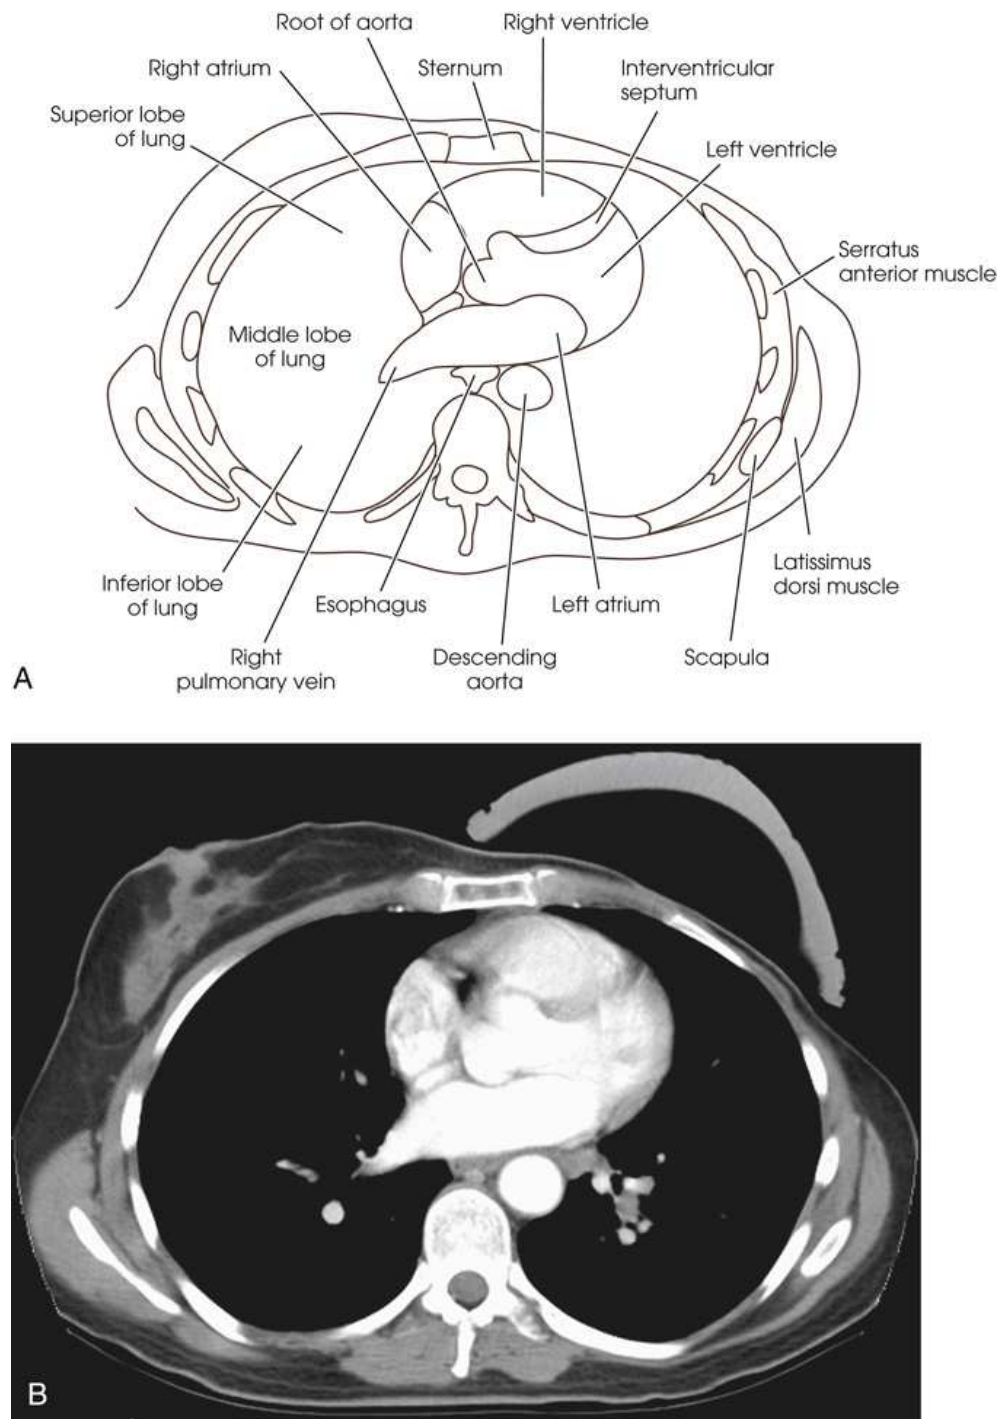 Root of aorta
Right ventricle
Right atrium
Sternum
Interventricular
septum
Superior lobe
of lung
Left ventricle
Serratus
anterior muscle
Middle lobe
of lung
Inferior lobe
of lung
Esophagus
Left atrium
Latissimus
dorsi muscle
Right
pulmonary vein
Descending
aorta
Scapula
A
B